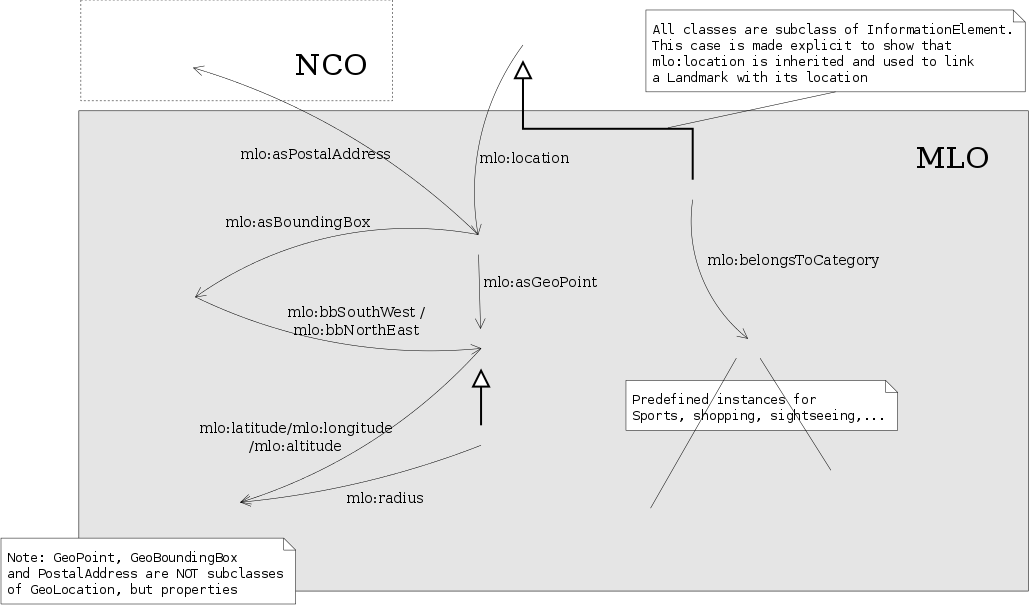 All classes are subclass of InformationElement.
This case is made explicit to show that
mlo:location is inherited and used to link
a Landmark with its location
NCO
MLO
mlo:asPostalAddress
mlo:location
mlo:asBoundingBox
mlo:belongsToCategory
mlo:asGeoPoint
mlo:bbSouthWest /
mlo:bbNorthEast
Predefined instances for
Sports, shopping, sightseeing,...
mlo:latitude/mlo:longitude
/mlo:altitude
mlo:radius
Note: GeoPoint, GeoBoundingBox
and PostalAddress are NOT subclasses
of GeoLocation, but properties